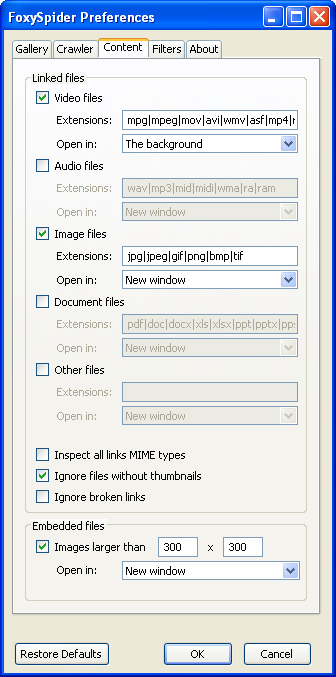 FoxySpider Preferences
Gallery Crawler Content Filters About
Linked files
Video files
Extensions: mpg|mpeg|mov|avi|wmv|asf|mp4|
Open in: The background
Audio files
Extensions: wav|mp3|mid|midi|wma|ra|ram
Open in: New window
Image files
Extensions: jpg|jpeg|gif|png|bmp|tif
Open in: New window
Document files
Extensions: pdf|doc|docx|xls|xlsx|ppt|pptx|pps
Open in: New window
Other files
Extensions:
Open in: New window
Inspect all links MIME types
Ignore files without thumbnails
Ignore broken links
Embedded files
Images larger than 300 x 300
Open in: New window
Restore Defaults OK Cancel